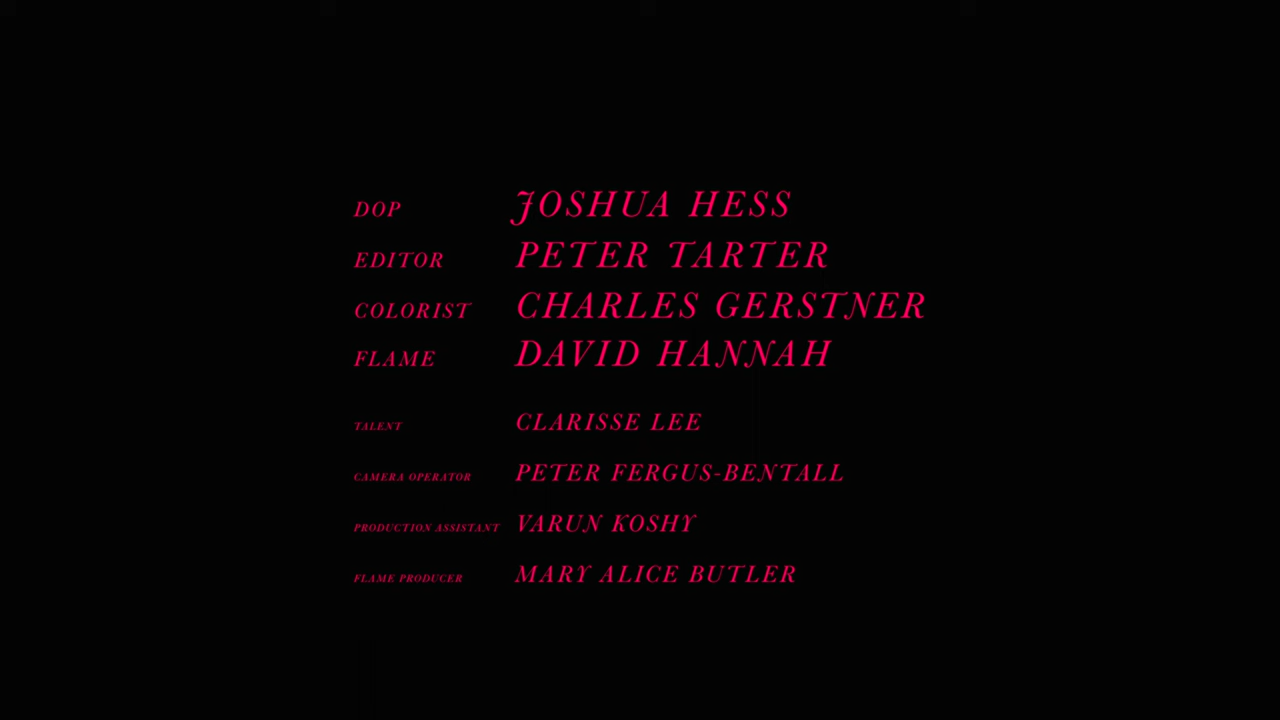 DOP JOSHUA HESS
EDITOR PETER TARTER
COLORIST CHARLES GERSTNER
FLAME DAVID HANNAH
TALENT CLARISSE LEE
CAMERA OPERATOR PETER FERGUS-BENTALL
PRODUCTION ASSISTANT VARUN KOSHY
FLAME PRODUCER MARY ALICE BUTLER